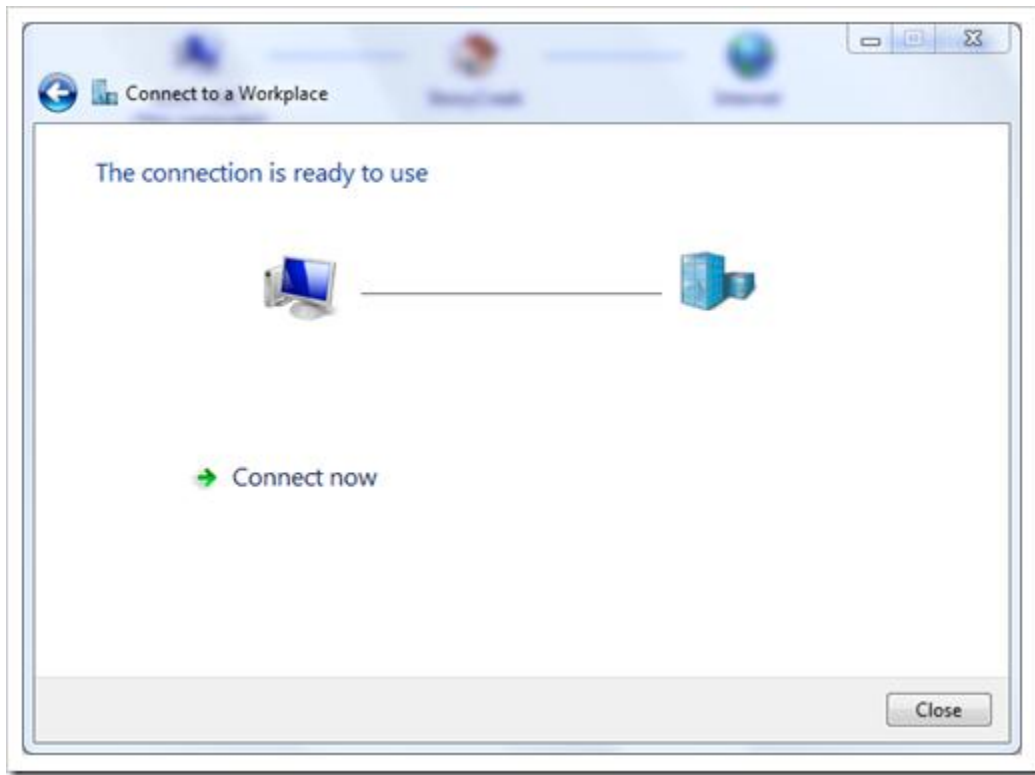 Connect to a Workplace
The connection is ready to use
Connect now
Close